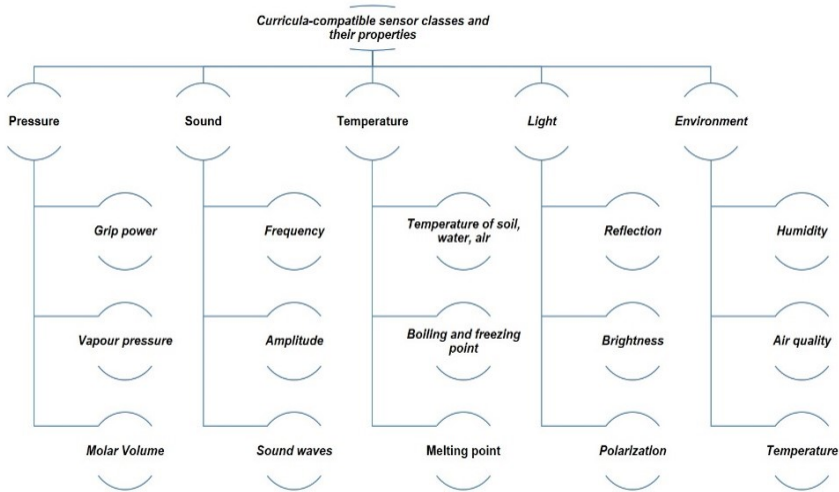 Curricula-compatible sensor classes and
their properties
Pressure
Sound
Temperature
Light
Environment
Grip power
Frequency
Temperature of soil,
water, air
Reflection
Humidity
Vapour pressure
Amplitude
Boiling and freezing
point
Brightness
Air quality
Molar Volume
Sound waves
Melting point
Polarization
Temperature